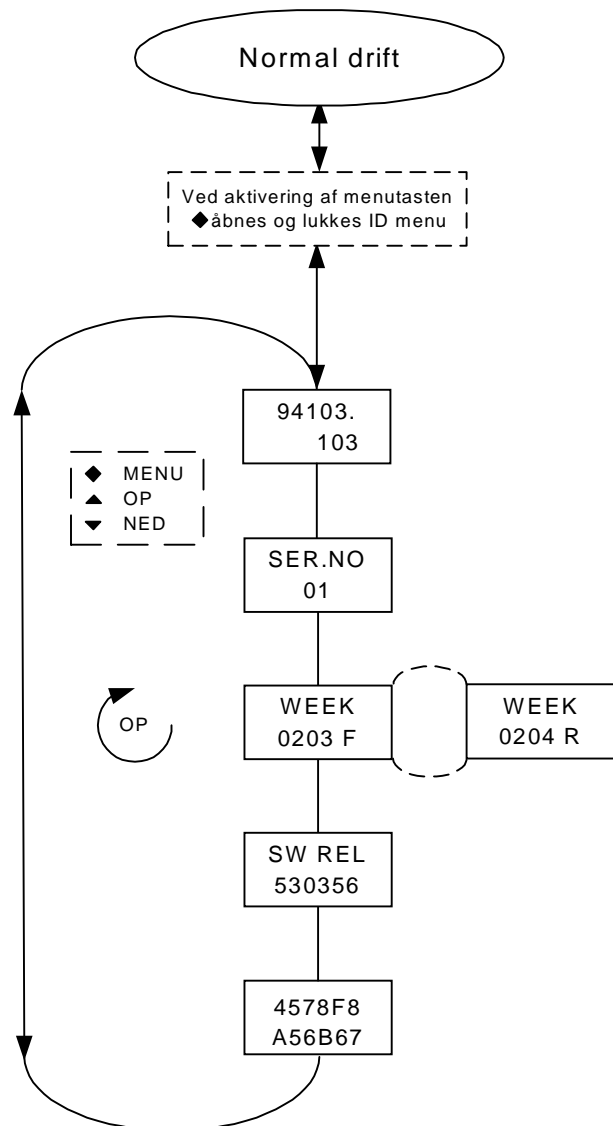 Normal drift
Ved aktivering af menutasten
◆åbnes og lukkes ID menu
94103.
103
◆ MENU
▲ OP
▼ NED
SER.NO
01
OP
WEEK
0203 F
WEEK
0204 R
SW REL
530356
4578F8
A56B67